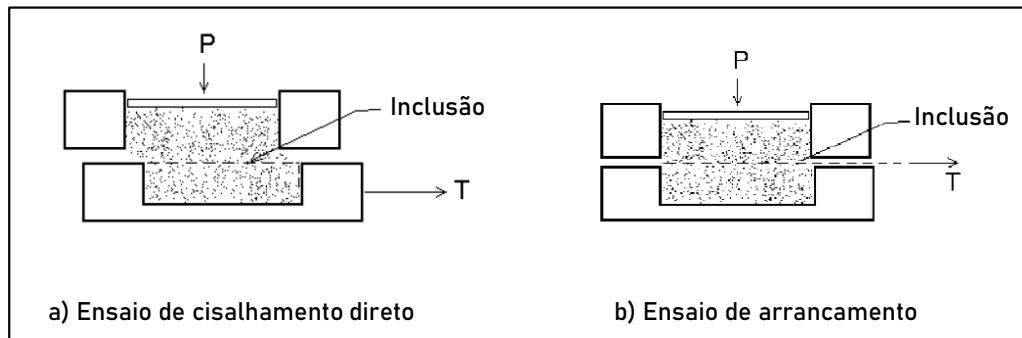 P
Inclusão
T
a) Ensaio de cisalhamento direto
P
Inclusão
T
b) Ensaio de arrancamento